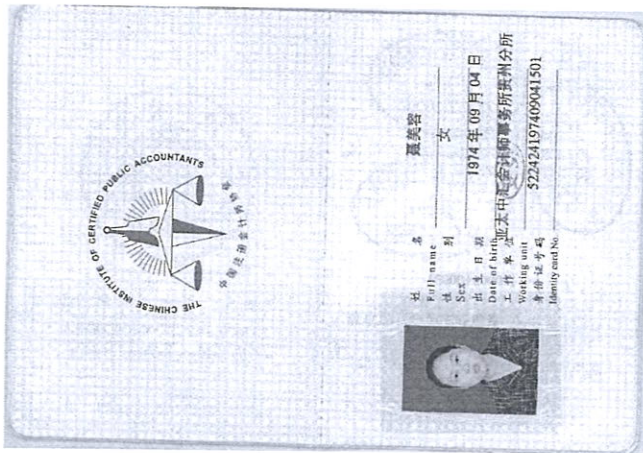 THE CHINESE INSTITUTE OF CERTIFIED PUBLIC ACCOUNTANTS
中国注册会计师协会
姓 名 聂美容
Full name
性 别 女
Sex
出 生 日 期 1974年09月04日
Date of birth
工 作 单 位 亚太中汇会计师事务所贵州分所
Working unit
身 份 证 号 码 522424197409041501
Identity card No.